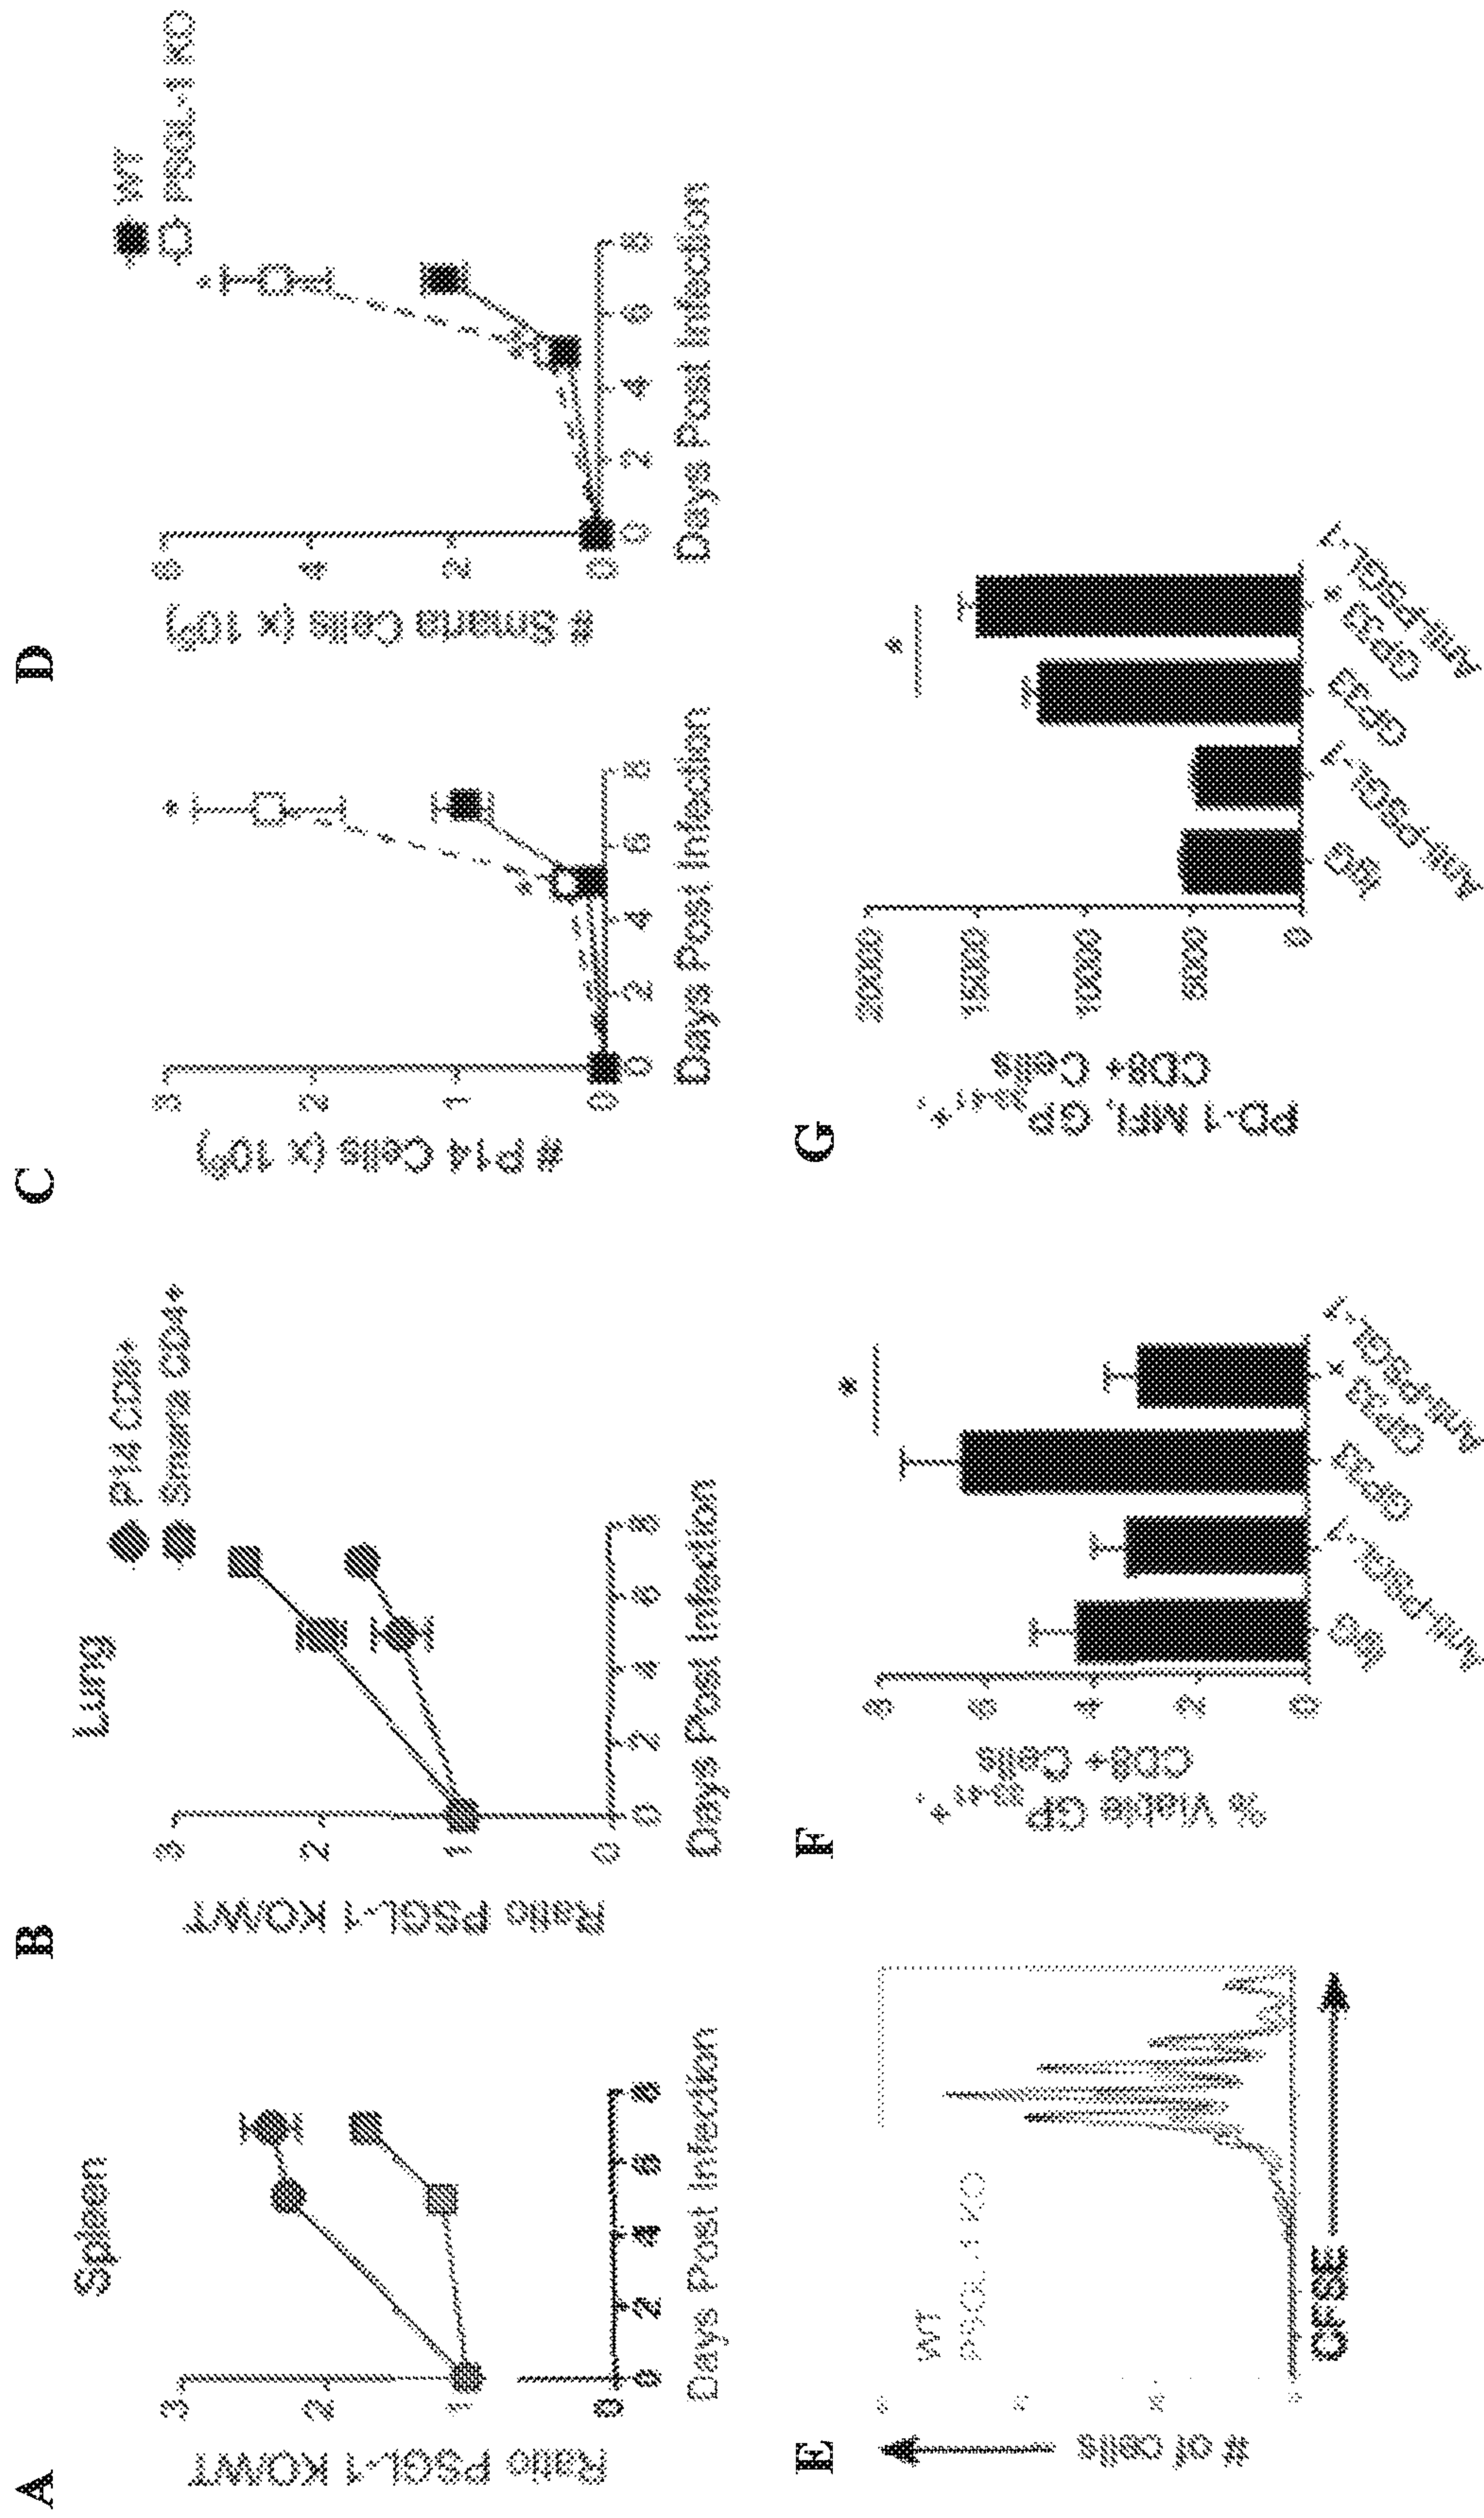 A
Spleen
Ratio PSGL-1 KO/WT
3
2
1
0
0
2
4
6
8
Days Post Infection
B
Lung
P14 CD8+
Smarta CD4+
Ratio PSGL-1 KO/WT
3
2
1
0
0
2
4
6
8
Days Post Infection
C
# P14 Cells (x 10⁶)
3
2
1
0
*
*
0
2
4
6
8
Days Post Infection
D
WT
PSGL-1 KO
# Smarta Cells (x 10⁶)
6
4
2
0
*
*
0
2
4
6
8
Days Post Infection
E
# of cells
WT
PSGL-1 KO
CFSE
F
% Viable GP33-41+
CD8+ Cells
8
6
4
2
0
*
IgG
Anti-PSGL-1
GP33
GP33 +
Anti-PSGL-1
G
PD-1 MFI, GP33-41+
CD8+ Cells
20000
15000
10000
5000
0
*
IgG
Anti-PSGL-1
GP33
GP33 +
Anti-PSGL-1